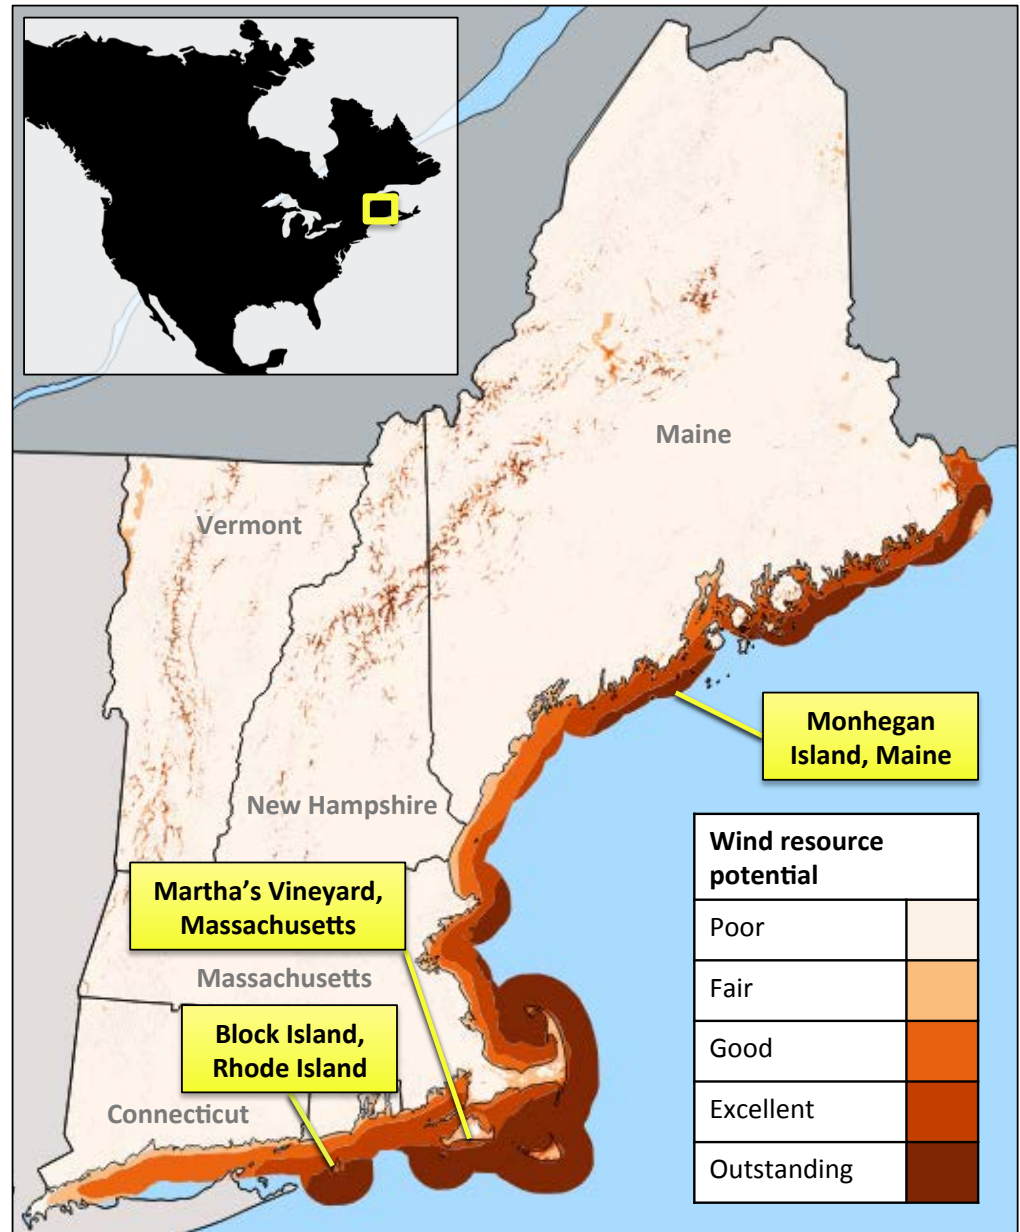 Maine
Vermont
Monhegan
Island, Maine
New Hampshire
Wind resource
potential
Poor
Fair
Good
Excellent
Outstanding
Martha’s Vineyard,
Massachusetts
Massachusetts
Block Island,
Rhode Island
Connecticut